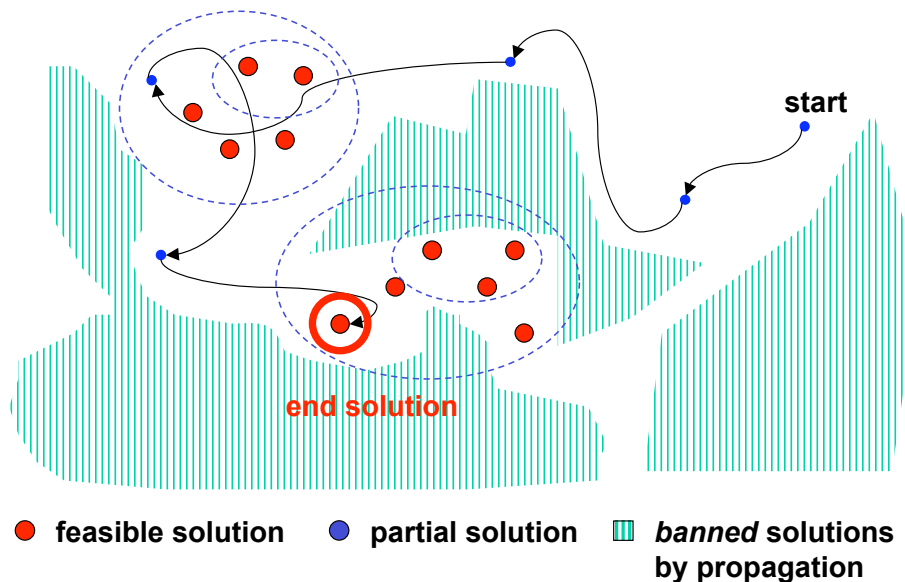 start
end solution
feasible solution
partial solution
banned solutions
by propagation